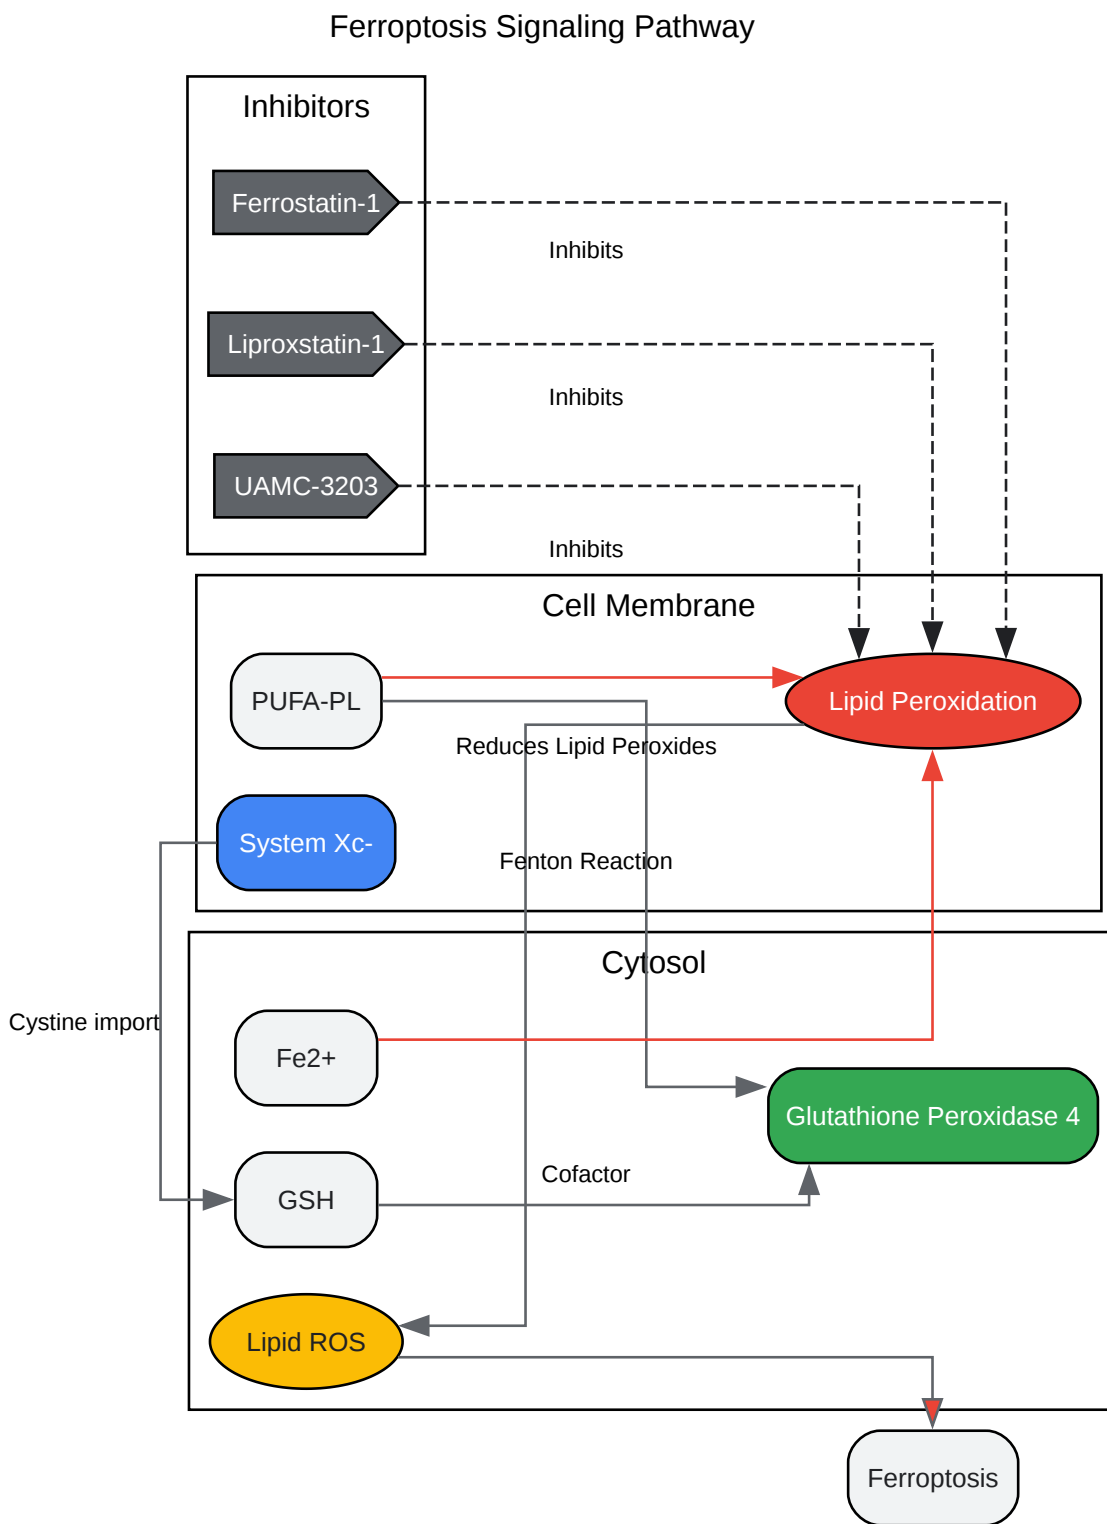 Ferroptosis Signaling Pathway
Inhibitors
Ferrostatin-1
Inhibits
Liproxstatin-1
Inhibits
UAMC-3203
Inhibits
Cell Membrane
PUFA-PL
Lipid Peroxidation
Reduces Lipid Peroxides
System Xc-
Fenton Reaction
Cytosol
Cystine import
Fe2+
Glutathione Peroxidase 4
Cofactor
GSH
Lipid ROS
Ferroptosis